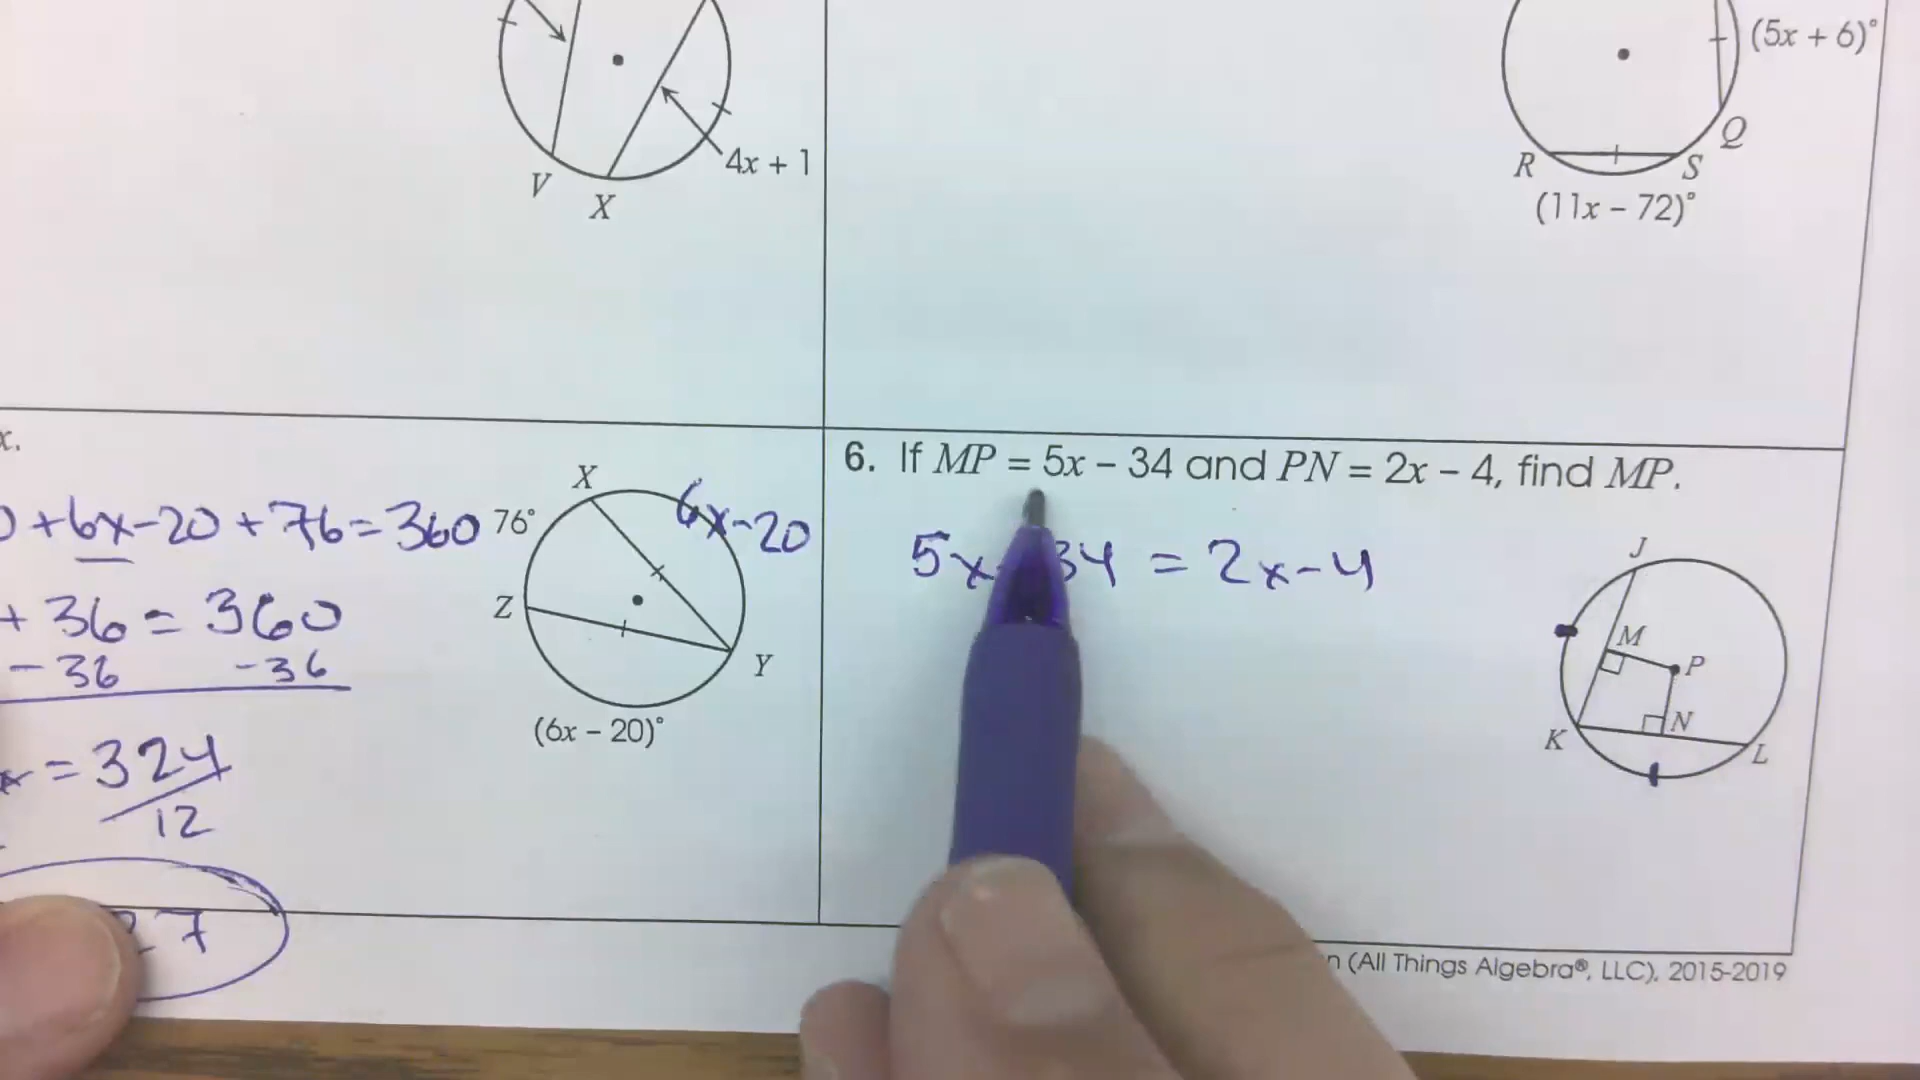 (5x + 6)°
Q
R
S
(11x – 72)°
4x + 1
V
X
x.
+6x-20 +76=360
+ 36 = 360
- 36 -36
= 324
12
27
X
76°
6x-20
Z
Y
(6x – 20)°
6. If MP = 5x – 34 and PN = 2x – 4, find MP.
5x 34 = 2x-4
J
M
P
N
K
L
(All Things Algebra®, LLC), 2015-2019